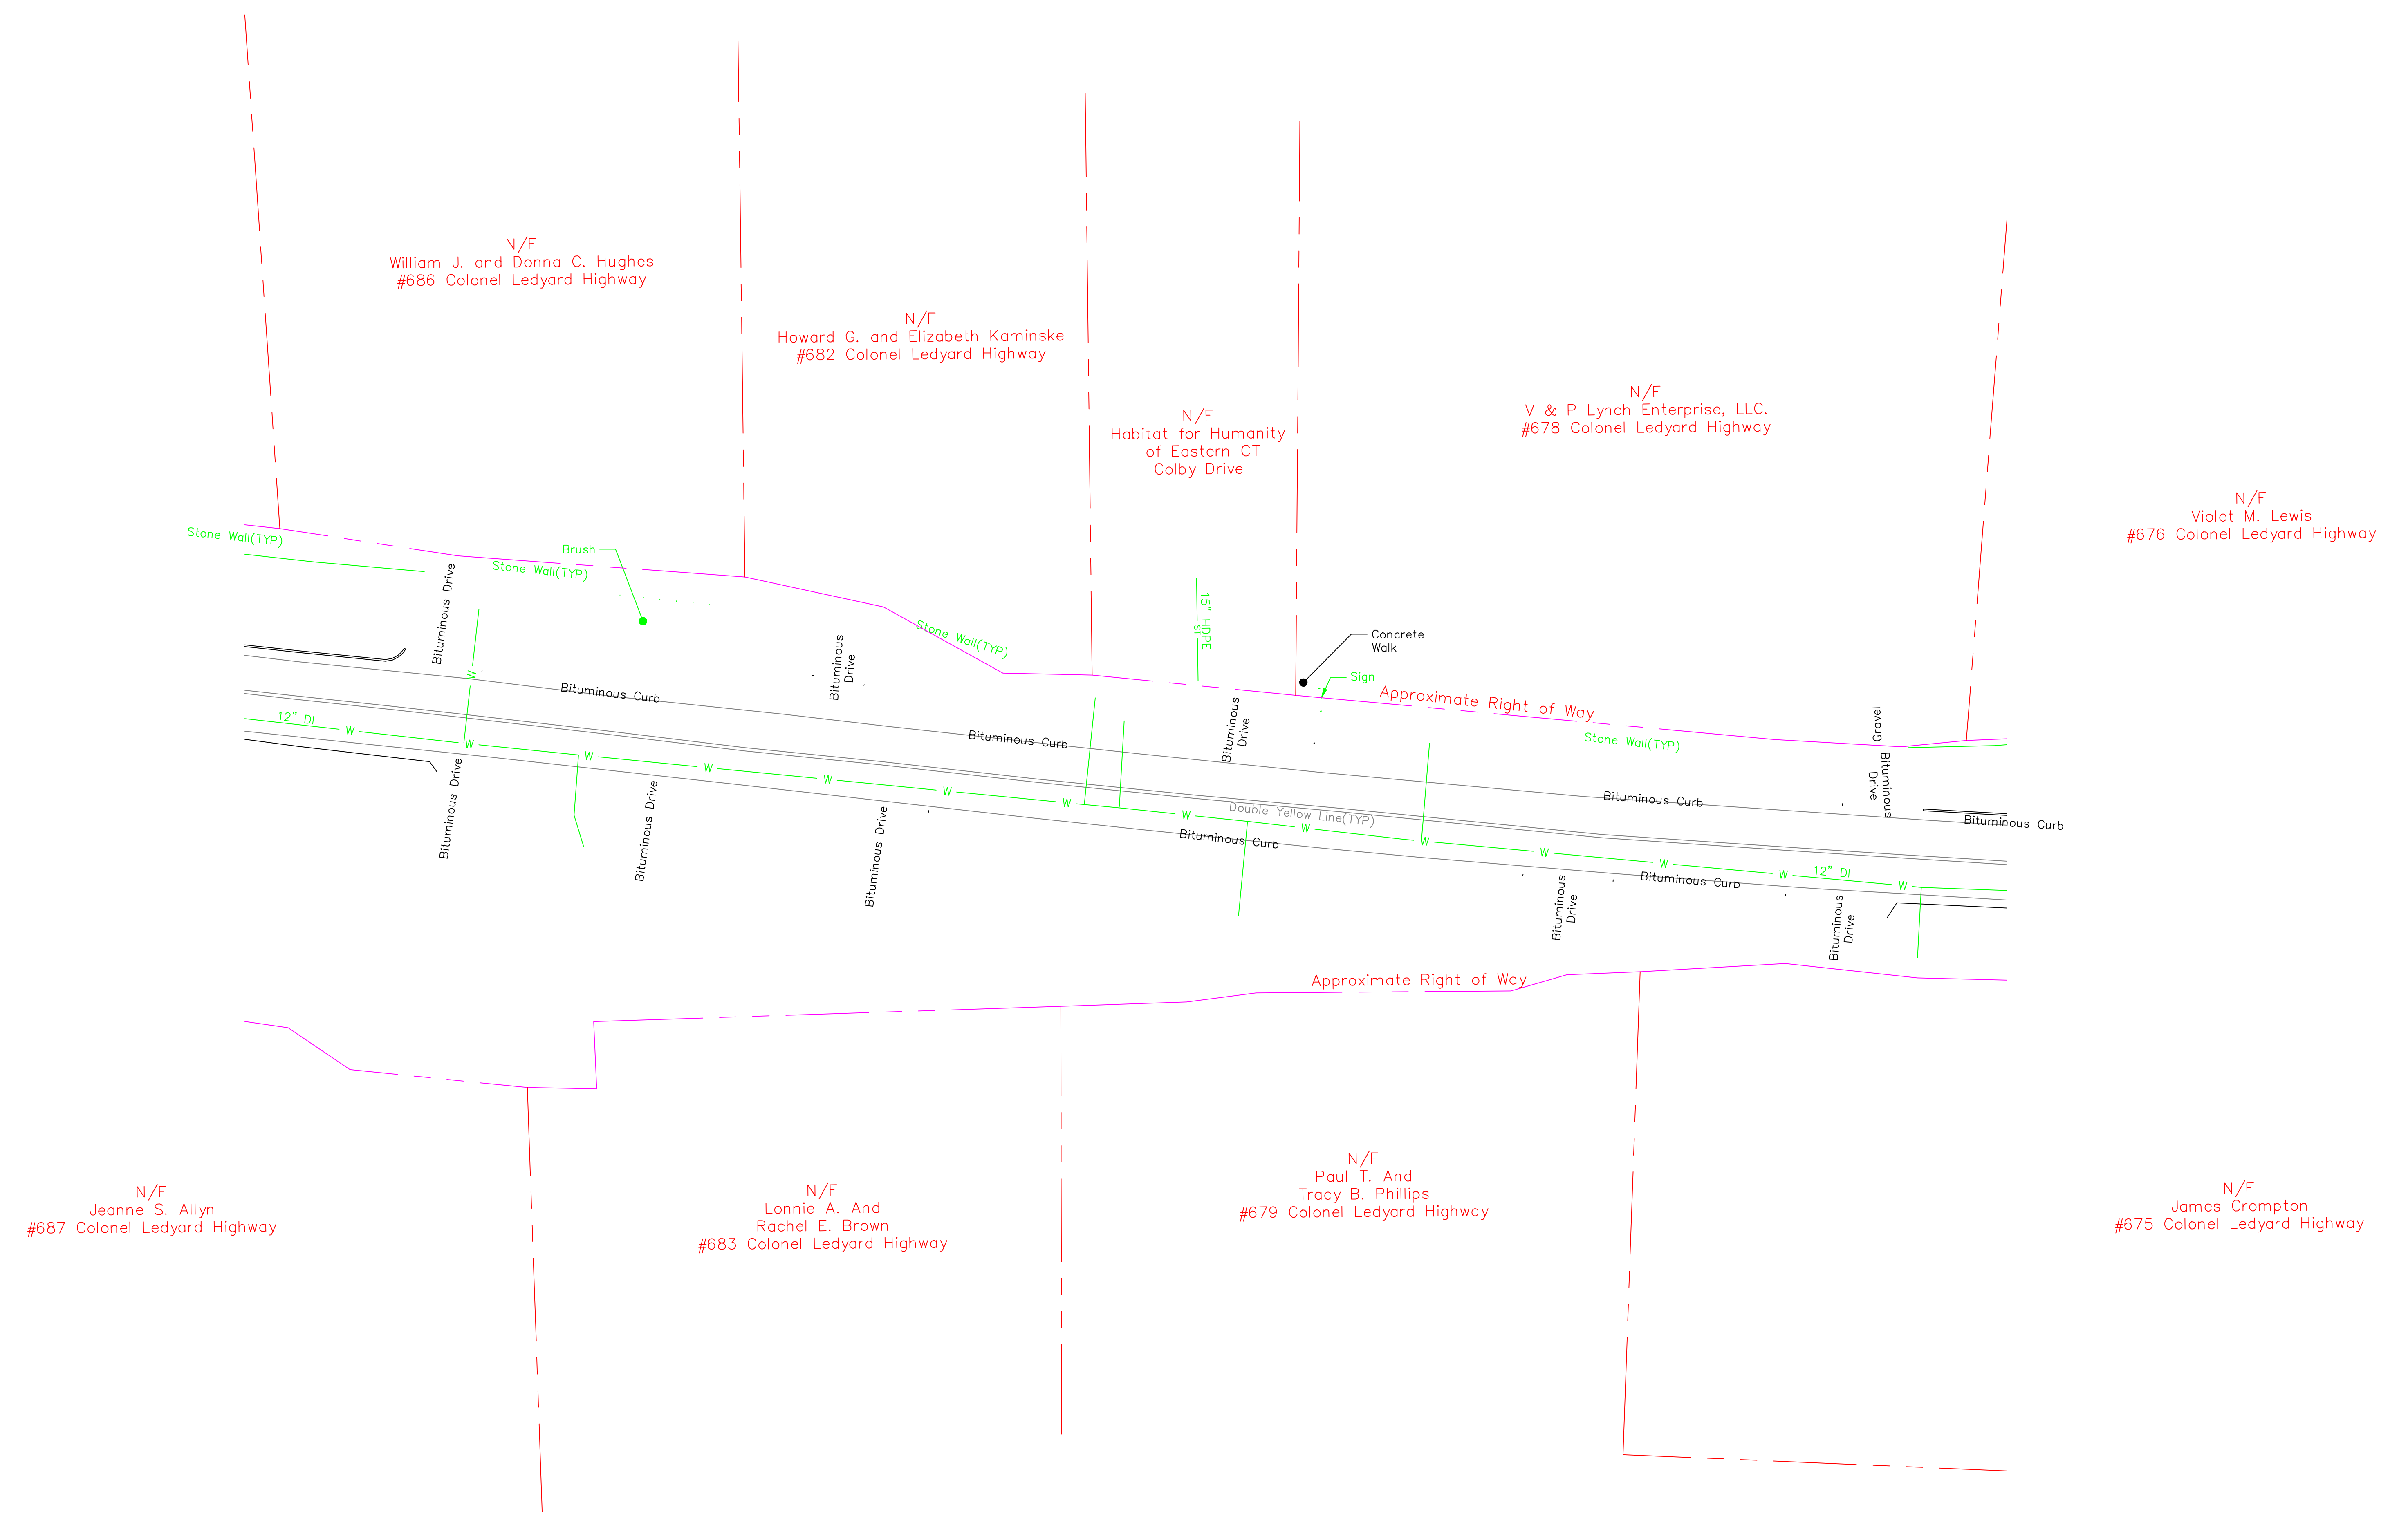 N/F
William J. and Donna C. Hughes
#686 Colonel Ledyard Highway
N/F
Howard G. and Elizabeth Kaminske
#682 Colonel Ledyard Highway
N/F
Habitat for Humanity
of Eastern CT
Colby Drive
N/F
V & P Lynch Enterprise, LLC.
#678 Colonel Ledyard Highway
N/F
Violet M. Lewis
#676 Colonel Ledyard Highway
Stone Wall(TYP)
Brush
Stone Wall(TYP)
Bituminous Drive
Stone Wall(TYP)
15" HDPE
ST
Concrete
Walk
Sign
Approximate Right of Way
Stone Wall(TYP)
Gravel
Bituminous
Drive
W
Bituminous Curb
Bituminous
Drive
Bituminous Curb
Bituminous
Drive
Bituminous Curb
Bituminous Curb
12" DI
W
W
W
W
W
W
W
W
W
W
W
W
W
W
12" DI
Double Yellow Line(TYP)
Bituminous Curb
Bituminous Curb
Bituminous Drive
Bituminous Drive
Bituminous Drive
Bituminous
Drive
Bituminous
Drive
Approximate Right of Way
N/F
Jeanne S. Allyn
#687 Colonel Ledyard Highway
N/F
Lonnie A. And
Rachel E. Brown
#683 Colonel Ledyard Highway
N/F
Paul T. And
Tracy B. Phillips
#679 Colonel Ledyard Highway
N/F
James Crompton
#675 Colonel Ledyard Highway